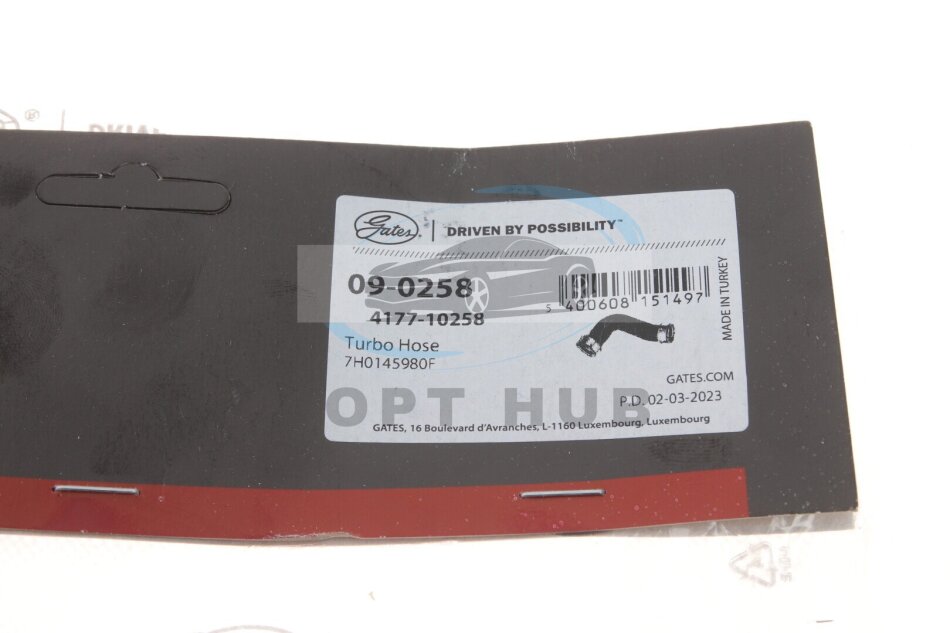 Gates | DRIVEN BY POSSIBILITY™
09-0258
4177-10258
Turbo Hose
7H0145980F
5 400608 151497
MADE IN TURKEY
GATES.COM
P.D. 02-03-2023
OPT HUB
GATES, 16 Boulevard d'Avranches, L-1160 Luxembourg, Luxembourg